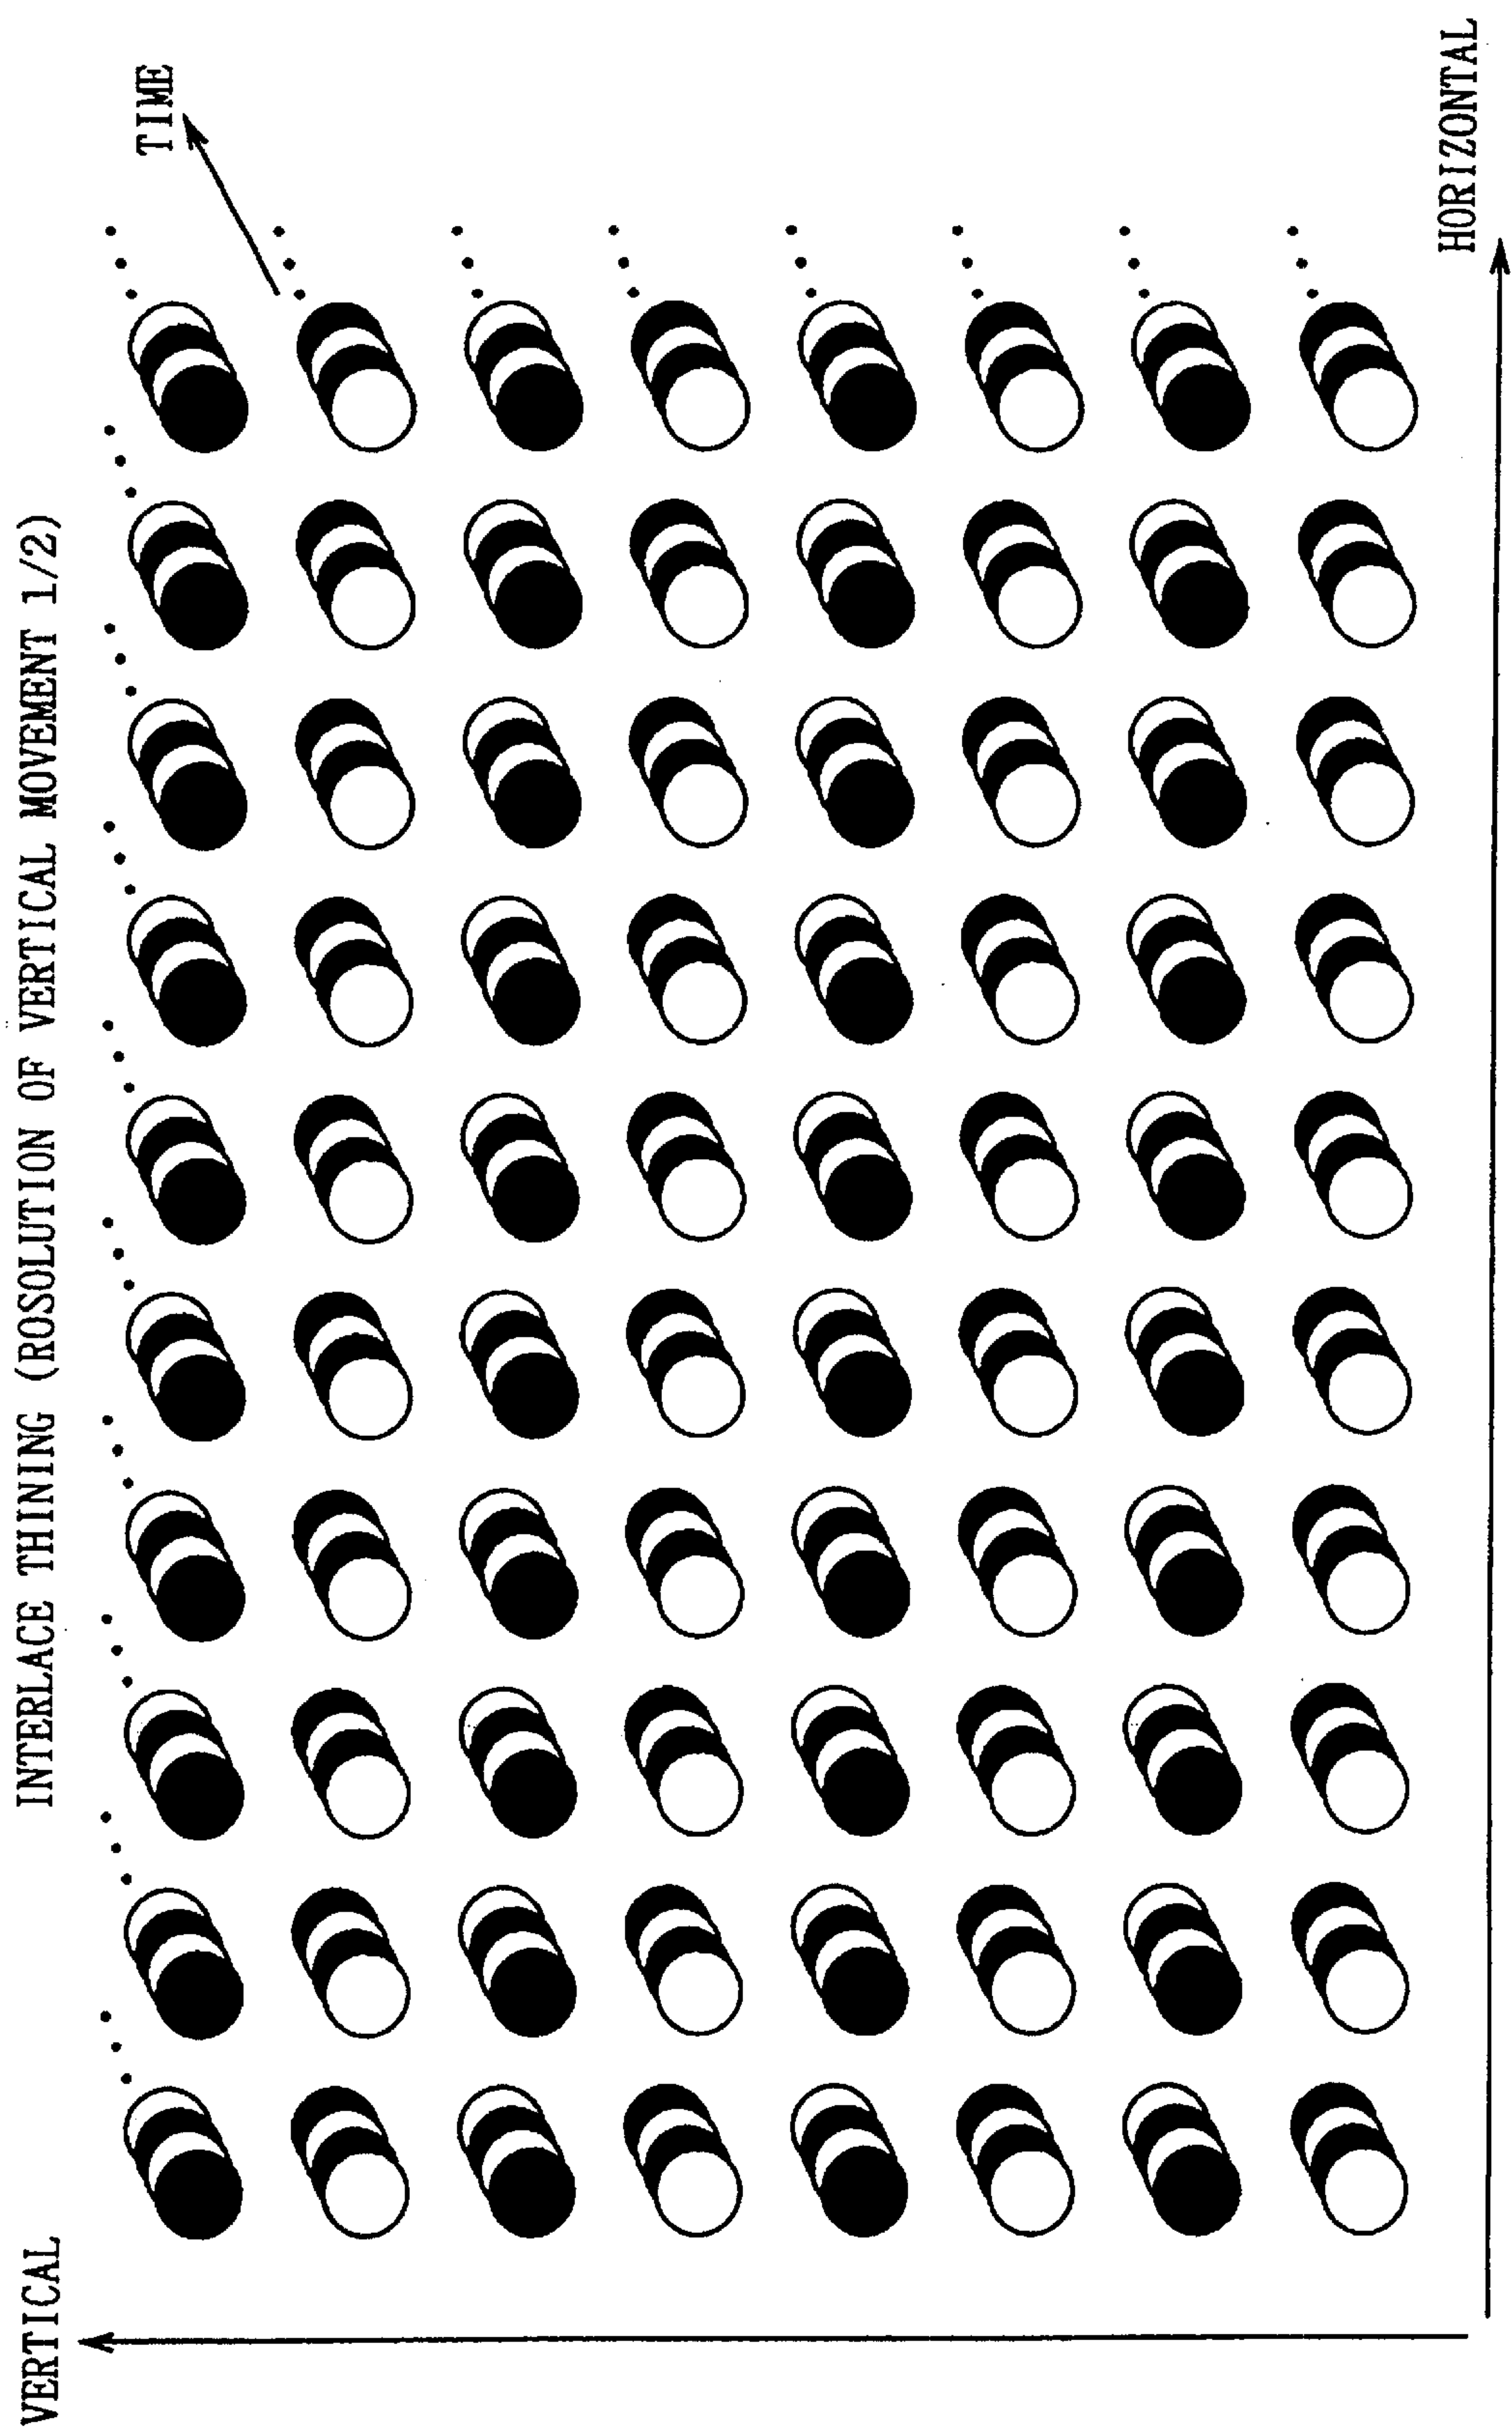 INTERLACE THINING (ROSOLUTION OF VERTICAL MOVEMENT 1/2)
VERTICAL
TIME
HORIZONTAL